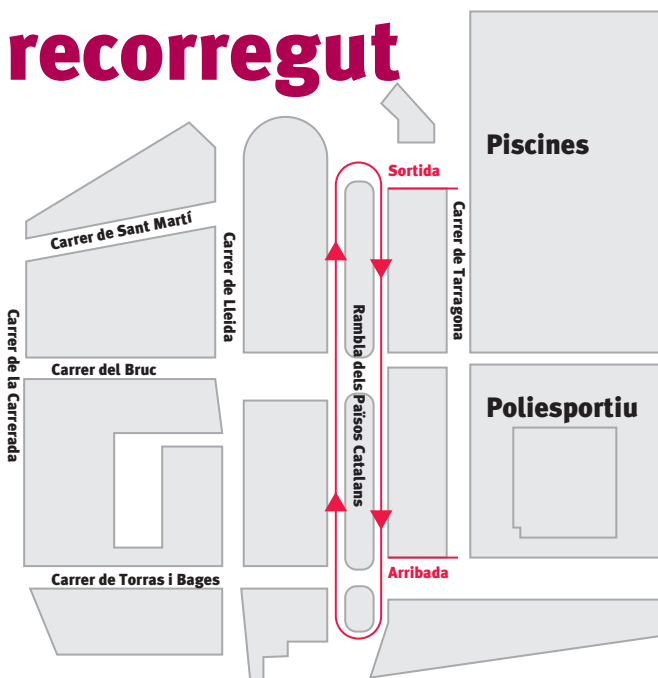 recorregut
Piscines
Sortida
Carrer de Sant Martí
Carrer de Lleida
Carrer de Tarragona
Carrer de la Carrerada
Rambla dels Països Catalans
Carrer del Bruc
Poliesportiu
Arribada
Carrer de Torras i Bages